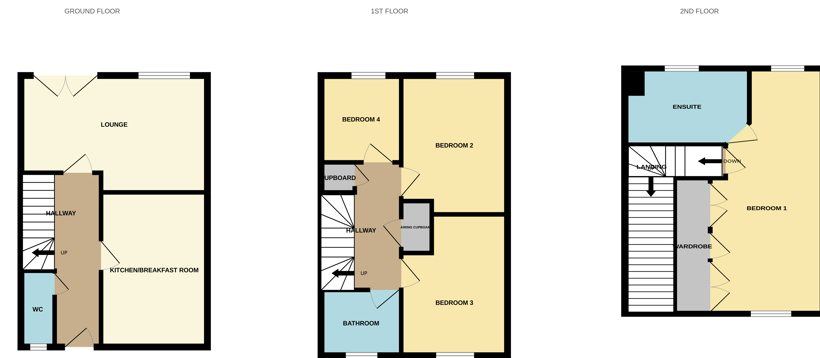 GROUND FLOOR
1ST FLOOR
2ND FLOOR
LOUNGE
HALLWAY
UP
KITCHEN/BREAKFAST ROOM
WC
BEDROOM 4
BEDROOM 2
UPBOARD
HALLWAY
UP
BEDROOM 3
BATHROOM
ENSUITE
LANDING
DOWN
BEDROOM 1
WARDROBE